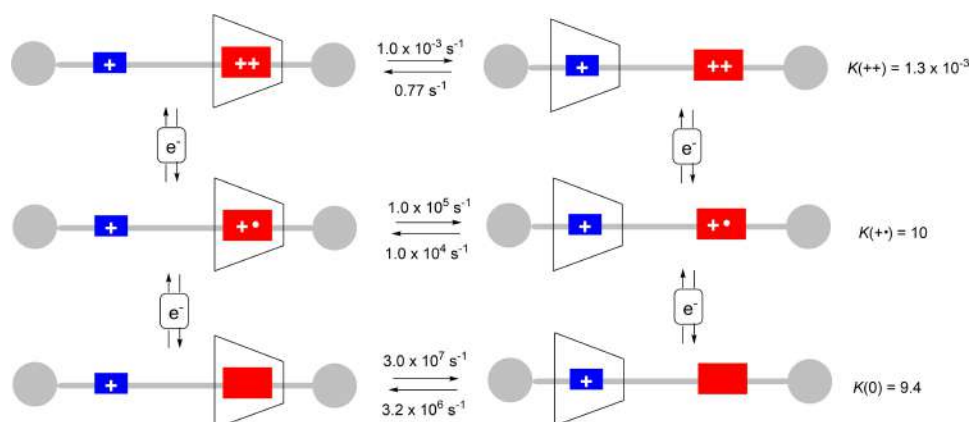 + ++ 1.0 x 10⁻³ s⁻¹ + ++ K(++) = 1.3 x 10⁻³
0.77 s⁻¹
e⁻ e⁻
+ +• 1.0 x 10⁵ s⁻¹ + +• K(+•) = 10
1.0 x 10⁴ s⁻¹
e⁻ e⁻
+ 3.0 x 10⁷ s⁻¹ + K(0) = 9.4
3.2 x 10⁶ s⁻¹